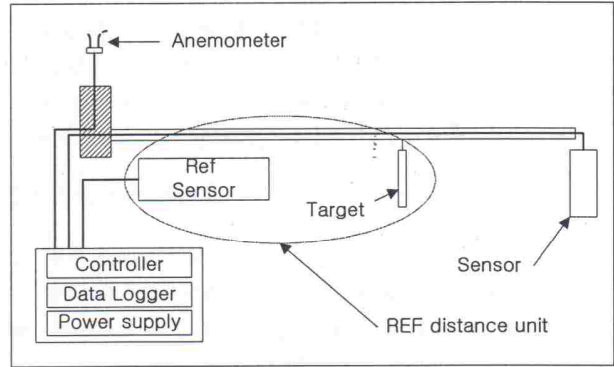 Anemometer
Ref
Sensor
Target
Sensor
Controller
Data Logger
Power supply
REF distance unit